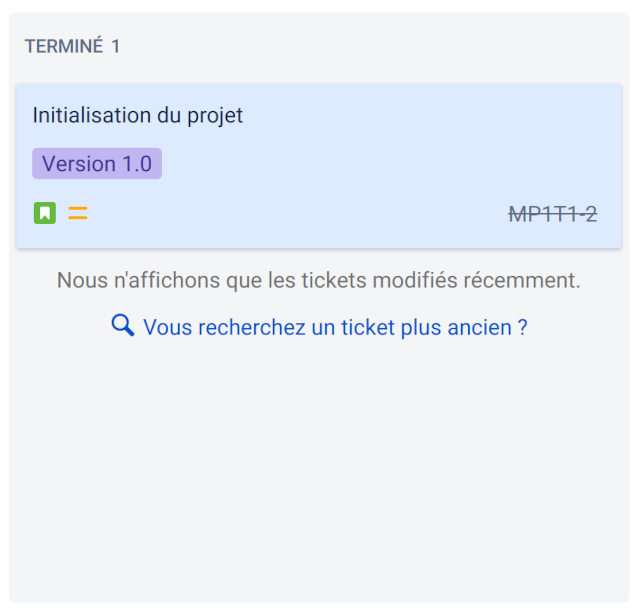 TERMINÉ 1
Initialisation du projet
Version 1.0
MP1T1-2
Nous n'affichons que les tickets modifiés récemment.
Vous recherchez un ticket plus ancien ?